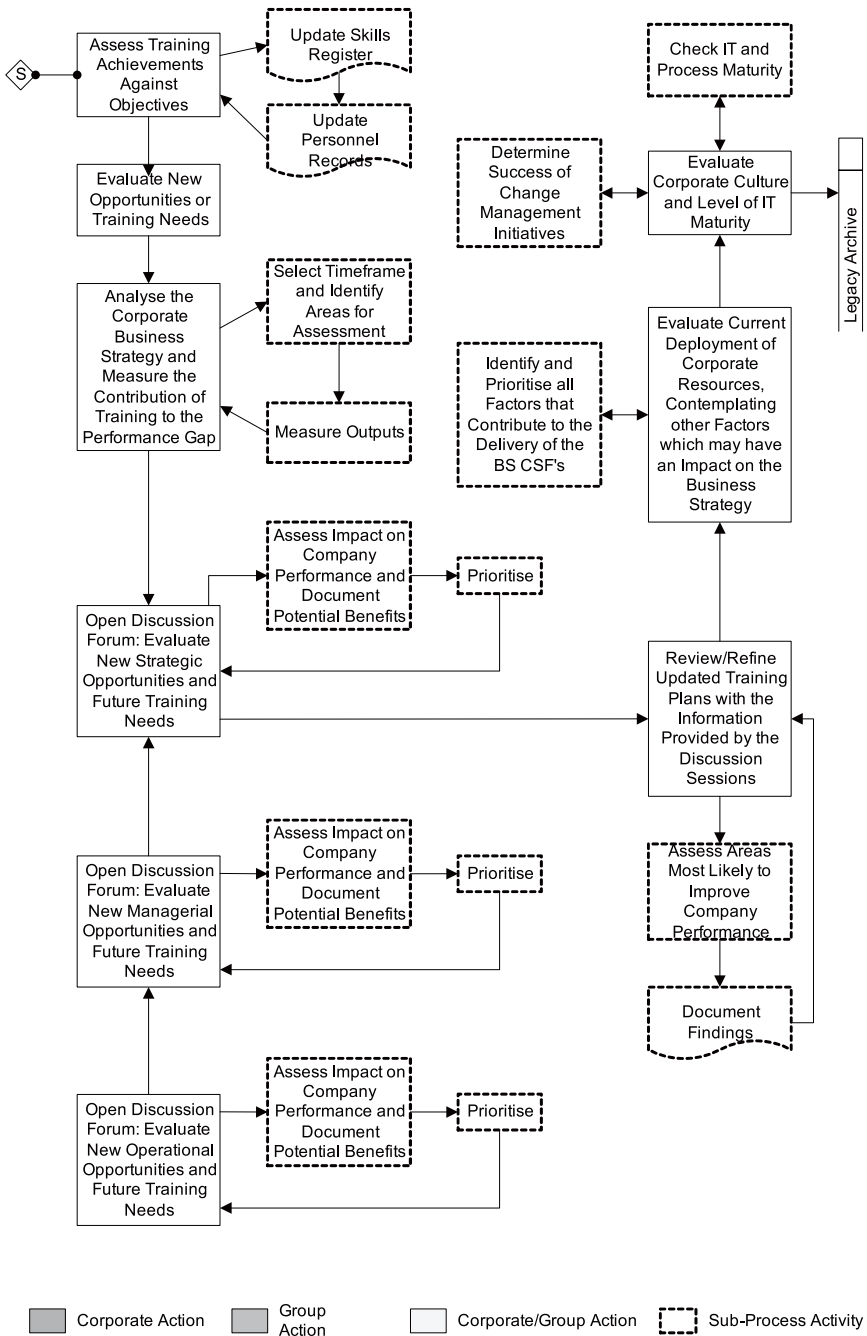 S
Assess Training
Achievements
Against
Objectives
Update Skills
Register
Update
Personnel
Records
Evaluate New
Opportunities or
Training Needs
Analyse the
Corporate
Business
Strategy and
Measure the
Contribution of
Training to the
Performance Gap
Select Timeframe
and Identify
Areas for
Assessment
Measure Outputs
Open Discussion
Forum: Evaluate
New Strategic
Opportunities and
Future Training
Needs
Assess Impact on
Company
Performance and
Document
Potential Benefits
Prioritise
Open Discussion
Forum: Evaluate
New Managerial
Opportunities and
Future Training
Needs
Assess Impact on
Company
Performance and
Document
Potential Benefits
Prioritise
Open Discussion
Forum: Evaluate
New Operational
Opportunities and
Future Training
Needs
Assess Impact on
Company
Performance and
Document
Potential Benefits
Prioritise
Check IT and
Process Maturity
Determine
Success of
Change
Management
Initiatives
Evaluate
Corporate Culture
and Level of IT
Maturity
Legacy Archive
Identify and
Prioritise all
Factors that
Contribute to the
Delivery of the
BS CSF's
Evaluate Current
Deployment of
Corporate
Resources,
Contemplating
other Factors
which may have
an Impact on the
Business
Strategy
Review/Refine
Updated Training
Plans with the
Information
Provided by the
Discussion
Sessions
Assess Areas
Most Likely to
Improve
Company
Performance
Document
Findings
Corporate Action
Group
Action
Corporate/Group Action
Sub-Process Activity